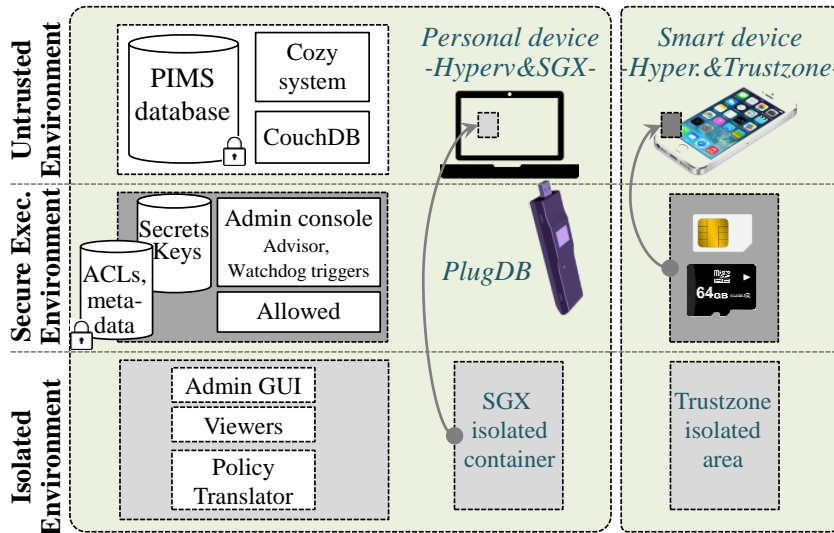 Untrusted
Environment
PIMS
database
Cozy
system
CouchDB
Personal device
-Hyperv&SGX-
Smart device
-Hyper.&Trustzone-
Secure Exec.
Environment
Secrets
Keys
ACLs,
meta-
data
Admin console
Advisor,
Watchdog triggers
Allowed
PlugDB
micro
SD
64GB
Isolated
Environment
Admin GUI
Viewers
Policy
Translator
SGX
isolated
container
Trustzone
isolated
area